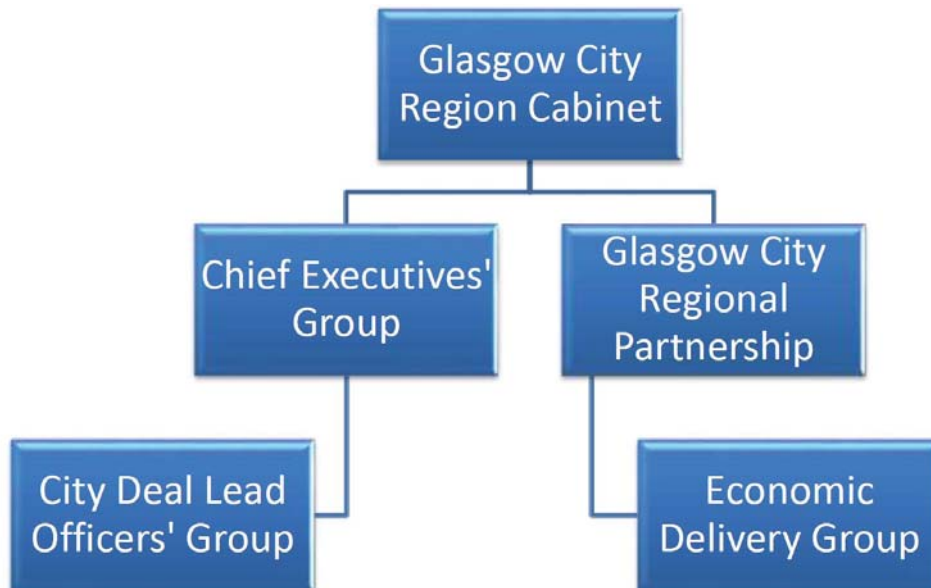 Glasgow City
Region Cabinet
Chief Executives'
Group
Glasgow City
Regional
Partnership
City Deal Lead
Officers' Group
Economic
Delivery Group